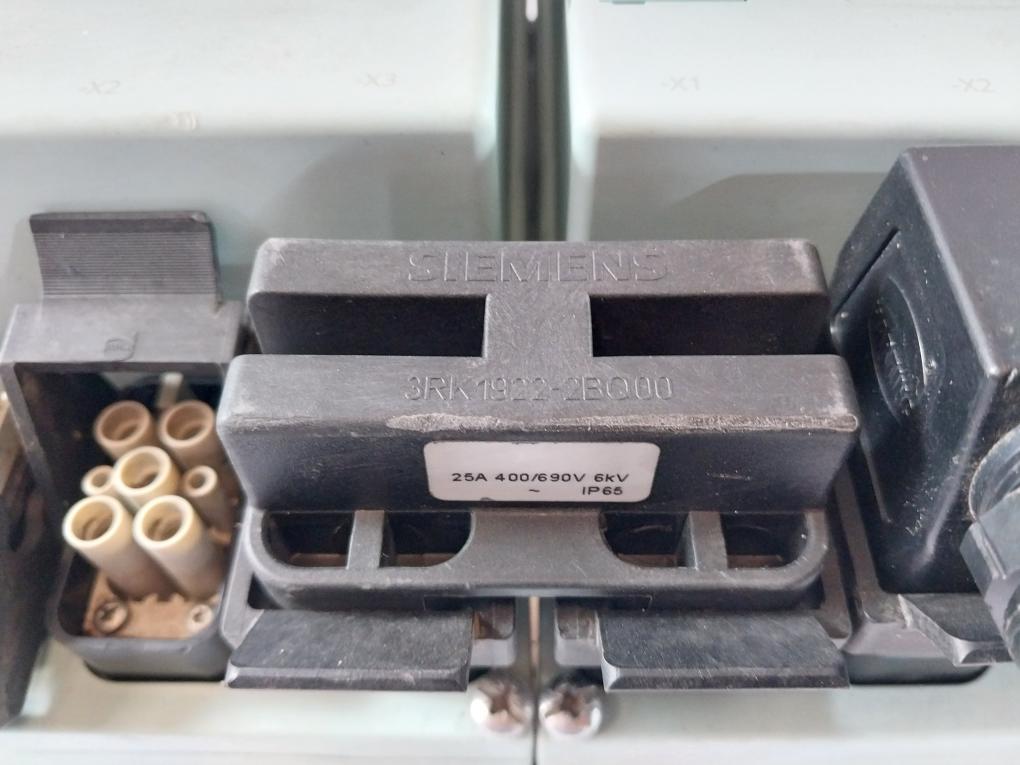 -X2
-X3
-X1
-X2
SIEMENS
3RK1922-2BQ00
25A 400/690V 6kV
~ IP65